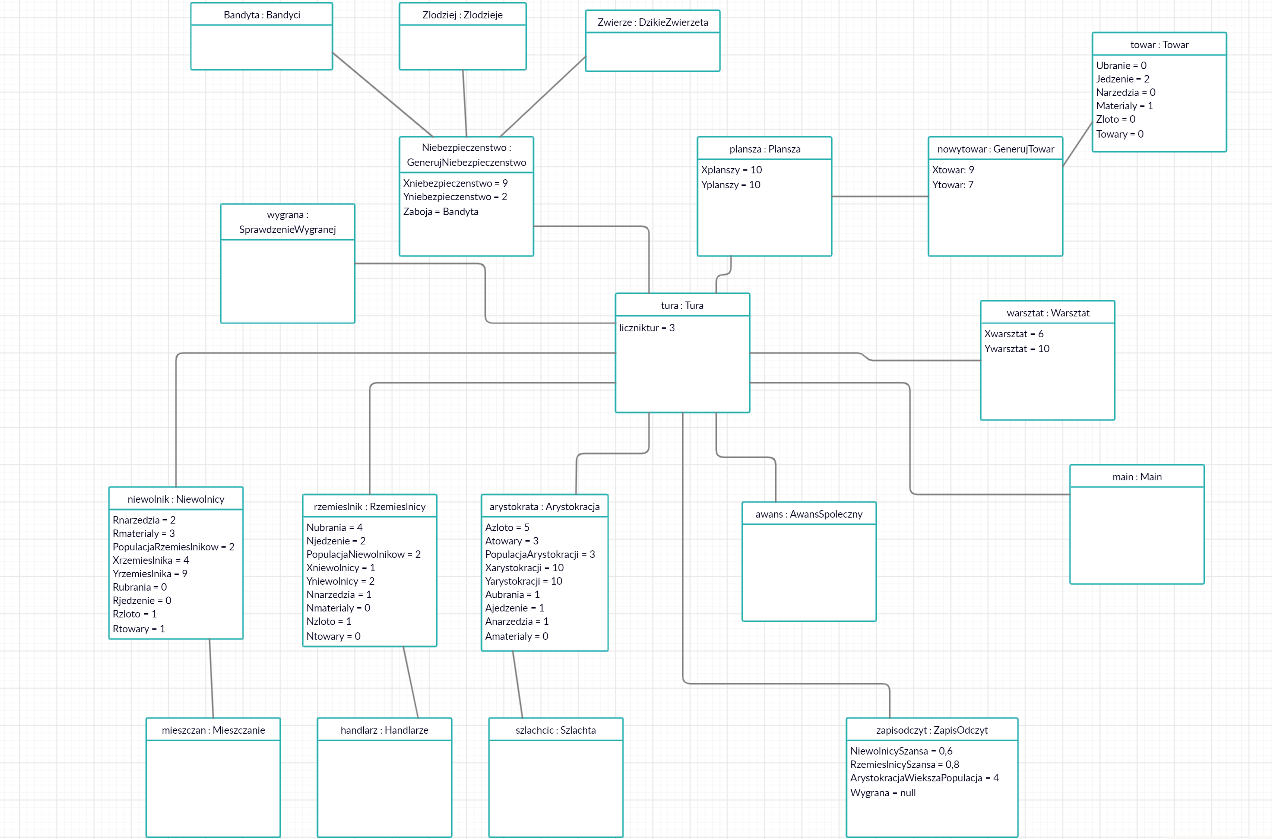 Bandyta : Bandyci
Zlodziej : Zlodzieje
Zwierze : DzikieZwierzeta
towar : Towar
Ubranie = 0
Jedzenie = 2
Narzedzia = 0
Materialy = 1
Zloto = 0
Towary = 0
Niebezpieczenstwo :
GenerujNiebezpieczenstwo
Xniebezpieczenstwo = 9
Yniebezpieczenstwo = 2
Zaboja = Bandyta
plansza : Plansza
Xplanszy = 10
Yplanszy = 10
nowytowar : GenerujTowar
Xtowar: 9
Ytowar: 7
wygrana :
SprawdzenieWygranej
tura : Tura
liczniktur = 3
warsztat : Warsztat
Xwarsztat = 6
Ywarsztat = 10
main : Main
niewolnik : Niewolnicy
Rnarzedzia = 2
Rmaterialy = 3
PopulacjaRzemieslnikow = 2
Xrzemieslnika = 4
Yrzemieslnika = 9
Rubrania = 0
Rjedzenie = 0
Rzloto = 1
Rtowary = 1
rzemieslnik : Rzemieslnicy
Nubrania = 4
Njedzenie = 2
PopulacjaNiewolnikow = 2
Xniewolnicy = 1
Yniewolnicy = 2
Nnarzedzia = 1
Nmaterialy = 0
Nzloto = 1
Ntowary = 0
arystokrata : Arystokracja
Azloto = 5
Atowary = 3
PopulacjaArystokracji = 3
Xarystokracji = 10
Yarystokracji = 10
Aubrania = 1
Ajedzenie = 1
Anarzedzia = 1
Amaterialy = 0
awans : AwansSpoleczny
mieszczan : Mieszczanie
handlarz : Handlarze
szlachcic : Szlachta
zapisodczyt : ZapisOdczyt
NiewolnicySzansa = 0,6
RzemieslnicySzansa = 0,8
ArystokracjaWiekszaPopulacja = 4
Wygrana = null